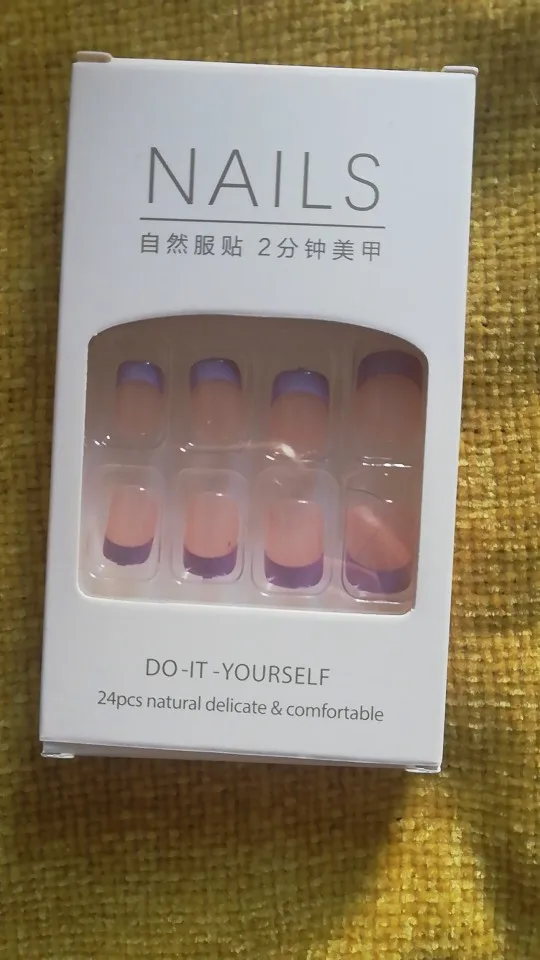 NAILS
自然服贴 2分钟美甲
DO-IT-YOURSELF
24pcs natural delicate & comfortable